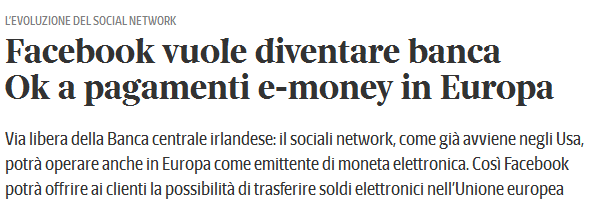 L'EVOLUZIONE DEL SOCIAL NETWORK
Facebook vuole diventare banca
Ok a pagamenti e-money in Europa
Via libera della Banca centrale irlandese: il sociali network, come già avviene negli Usa,
potrà operare anche in Europa come emittente di moneta elettronica. Così Facebook
potrà offrire ai clienti la possibilità di trasferire soldi elettronici nell'Unione europea